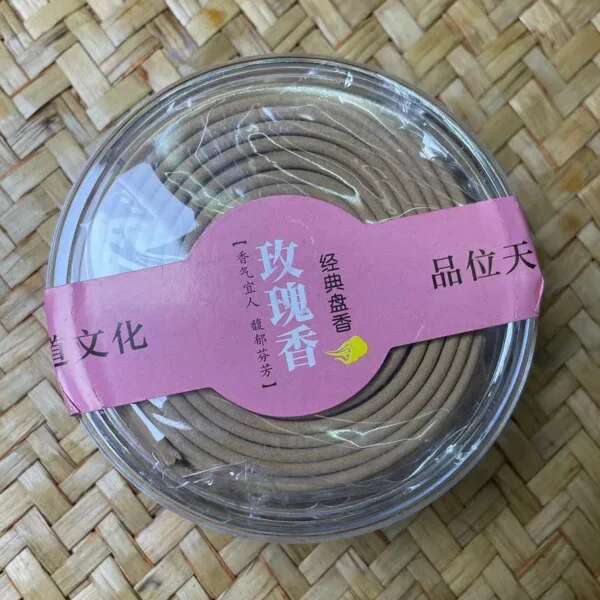 经典盘香
玫瑰香
【香气宜人 馥郁芬芳】
品位天
道文化